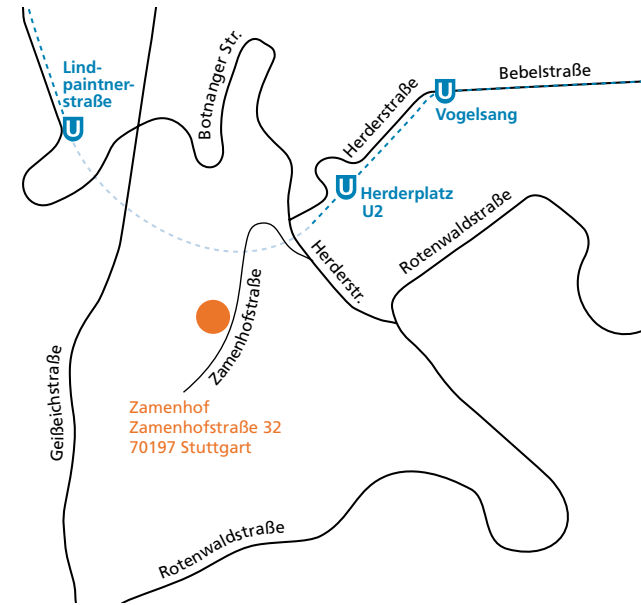 Lind-
paintner-
straße
U
Botnanger Str.
Herderstraße
U
Bebelstraße
Vogelsang
U
Herderplatz
U2
Rotenwaldstraße
Herderstr.
Zamenhofstraße
Geißeichstraße
Zamenhof
Zamenhofstraße 32
70197 Stuttgart
Rotenwaldstraße